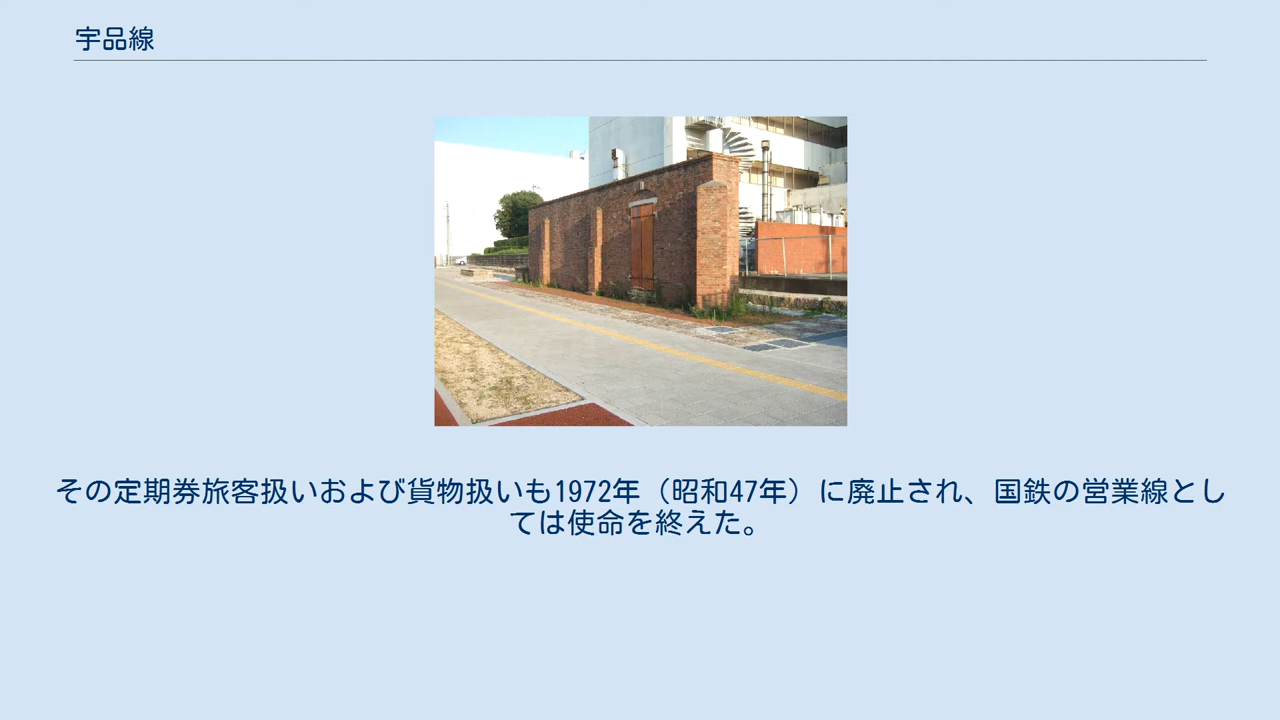 宇品線
その定期券旅客扱いおよび貨物扱いも1972年（昭和47年）に廃止され、国鉄の営業線とし
ては使命を終えた。